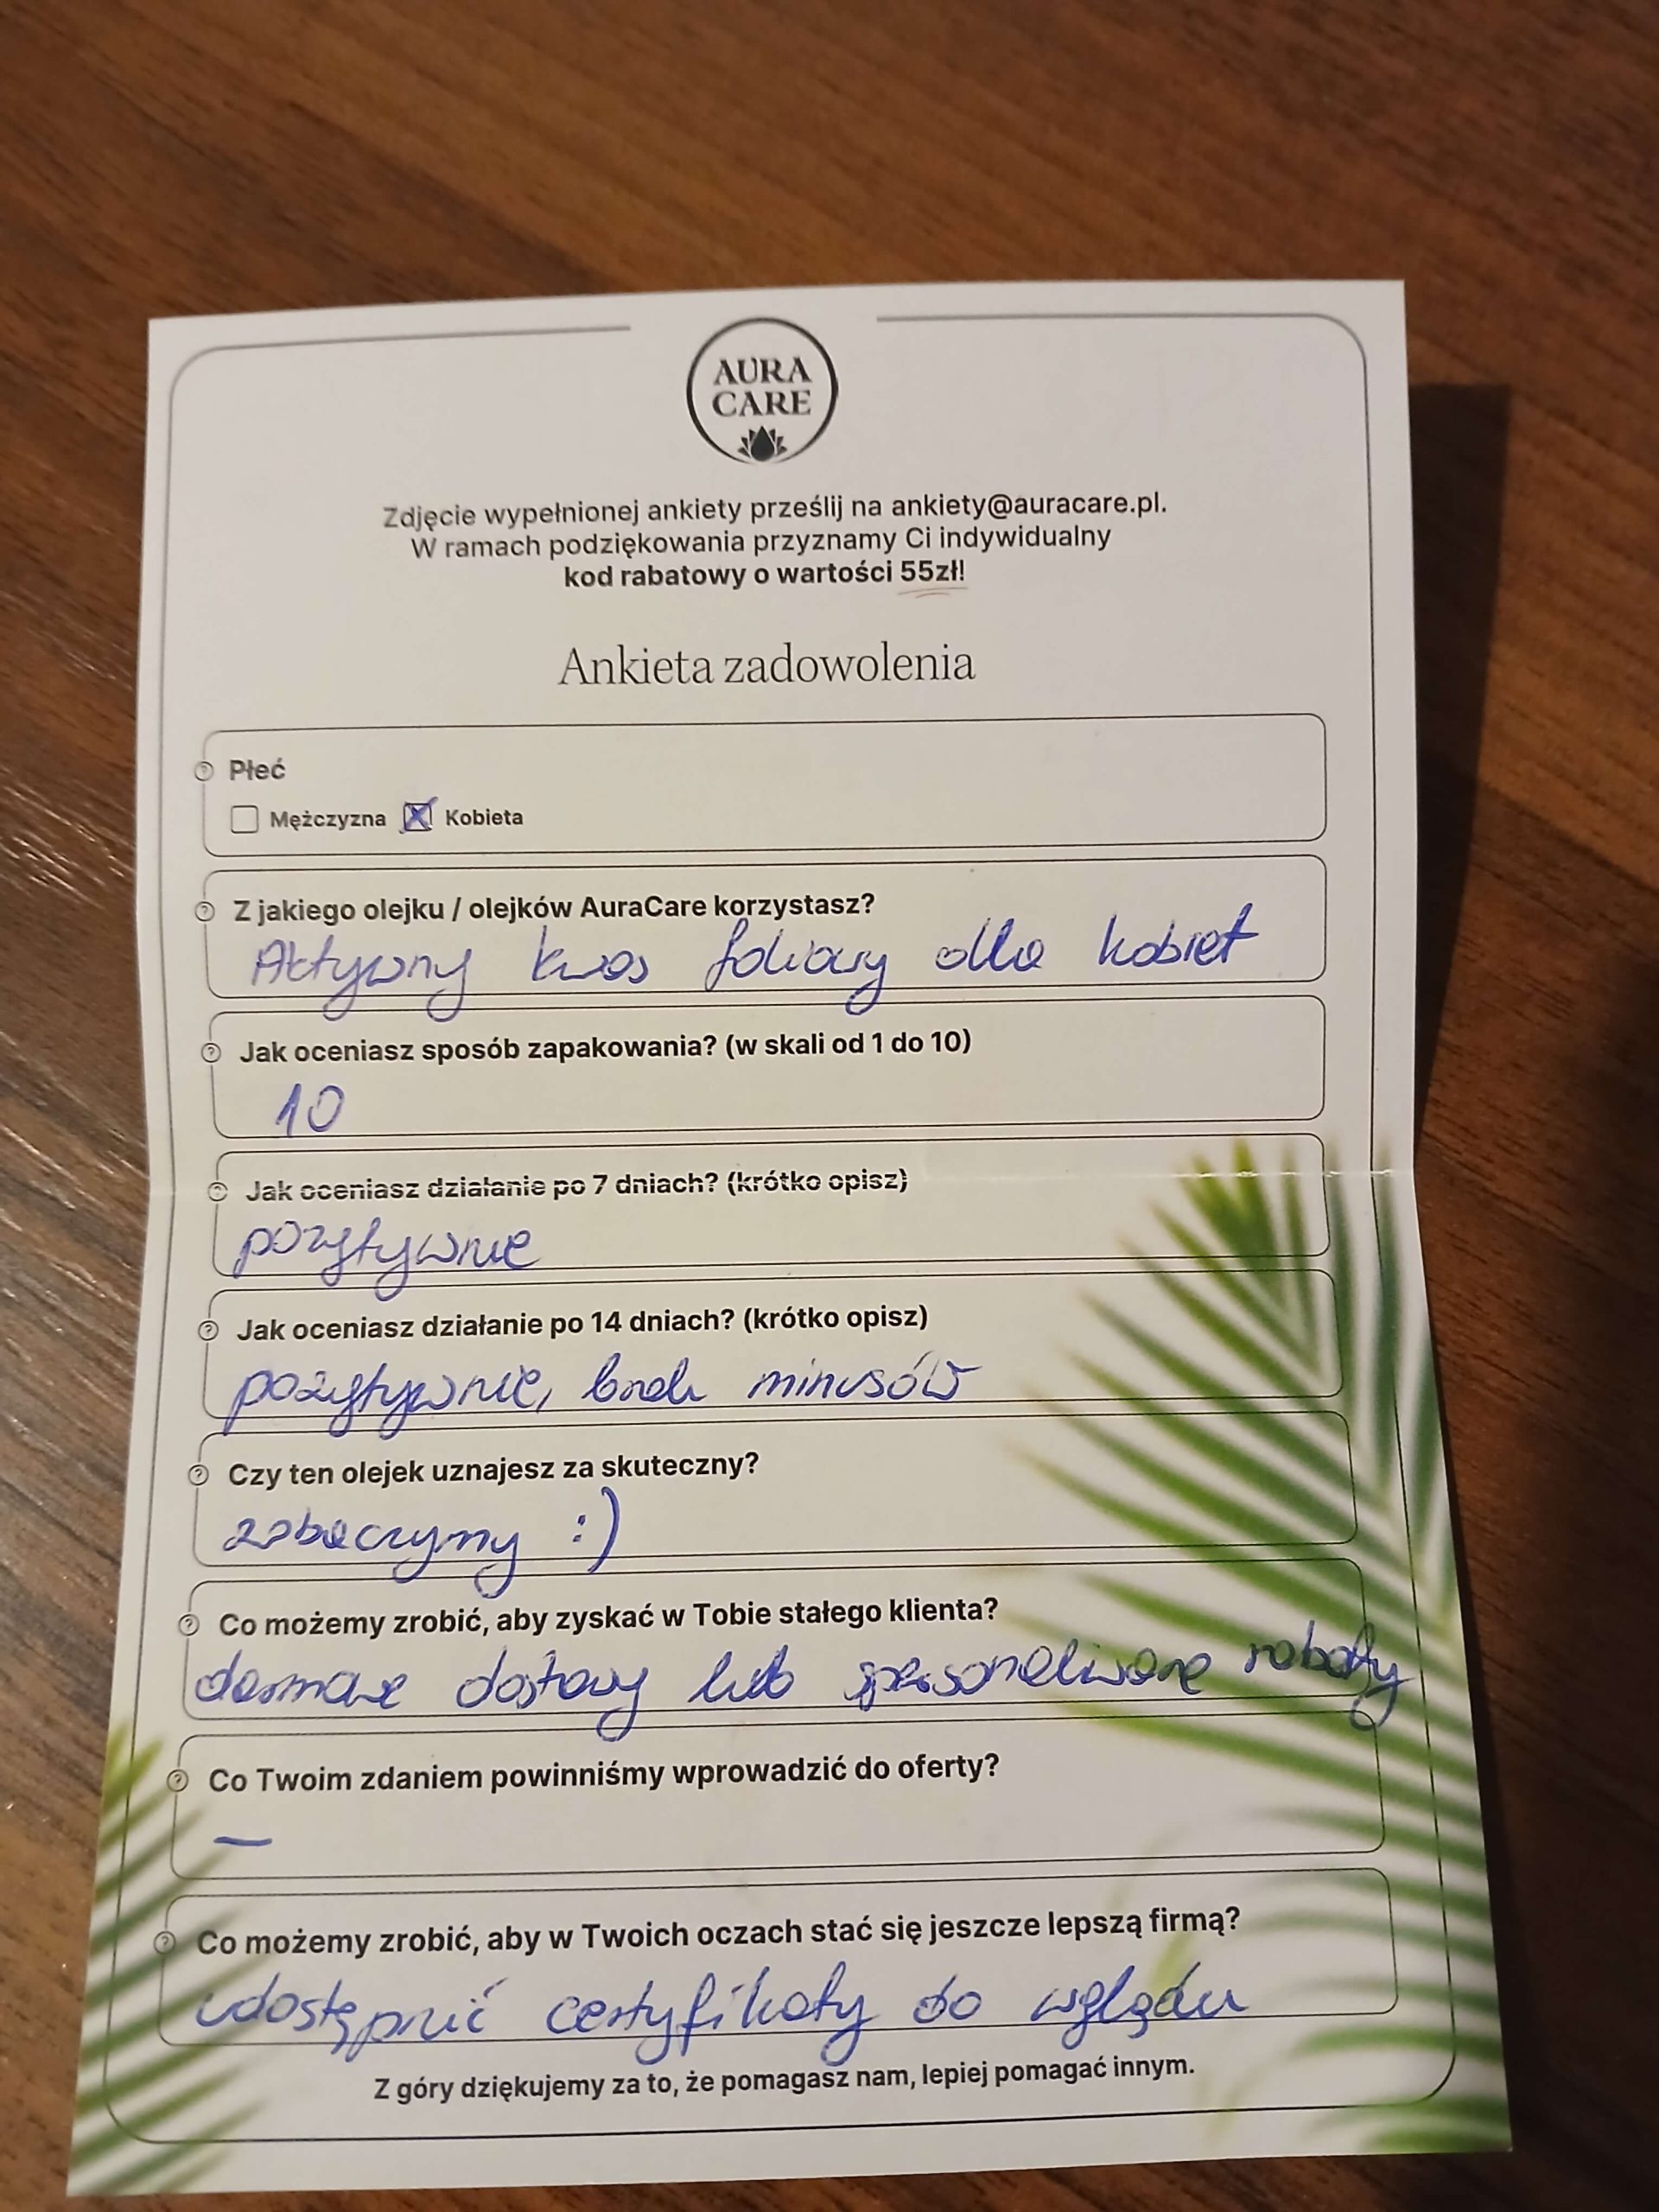 AURA
CARE
Zdjęcie wypełnionej ankiety prześlij na ankiety@auracare.pl.
W ramach podziękowania przyznamy Ci indywidualny
kod rabatowy o wartości 55zł!
Ankieta zadowolenia
Płeć
Mężczyzna Kobieta
Z jakiego olejku / olejków AuraCare korzystasz?
Aktywny kwas foliowy dla kobiet
Jak oceniasz sposób zapakowania? (w skali od 1 do 10)
10
Jak oceniasz działanie po 7 dniach? (krótko opisz)
pozytywnie
Jak oceniasz działanie po 14 dniach? (krótko opisz)
pozytywnie, brak minusów
Czy ten olejek uznajesz za skuteczny?
zobaczymy :)
Co możemy zrobić, aby zyskać w Tobie stałego klienta?
darmowe dostawy lub spersonaliwane rabaty
Co Twoim zdaniem powinniśmy wprowadzić do oferty?
—
Co możemy zrobić, aby w Twoich oczach stać się jeszcze lepszą firmą?
udostępnić certyfikaty do wglądu
Z góry dziękujemy za to, że pomagasz nam, lepiej pomagać innym.